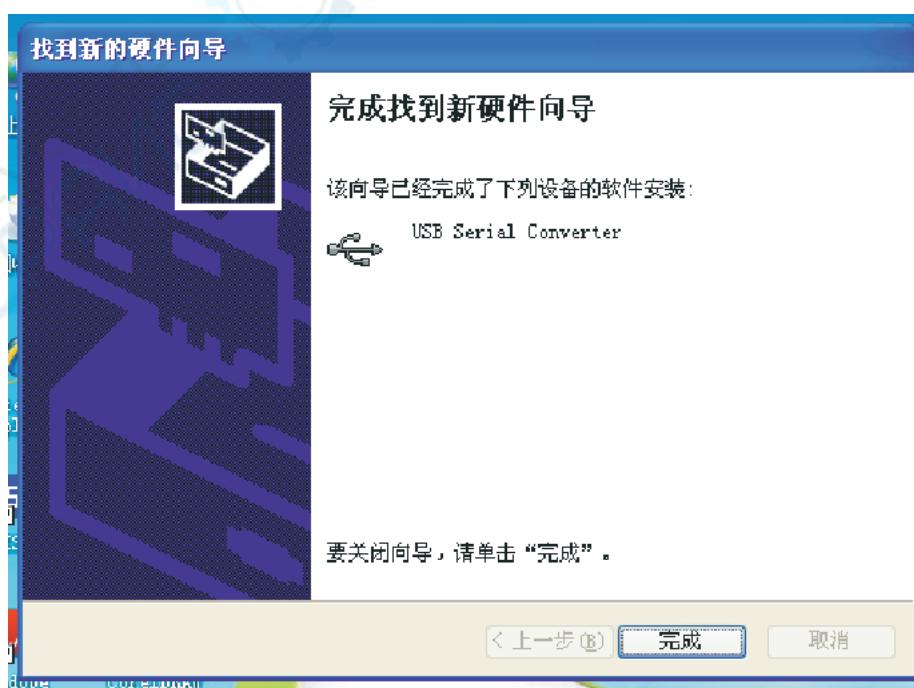 找到新的硬件向导
完成找到新硬件向导
该向导已经完成了下列设备的软件安装:
USB Serial Converter
要关闭向导，请单击“完成”。
<上一步(B)
完成
取消